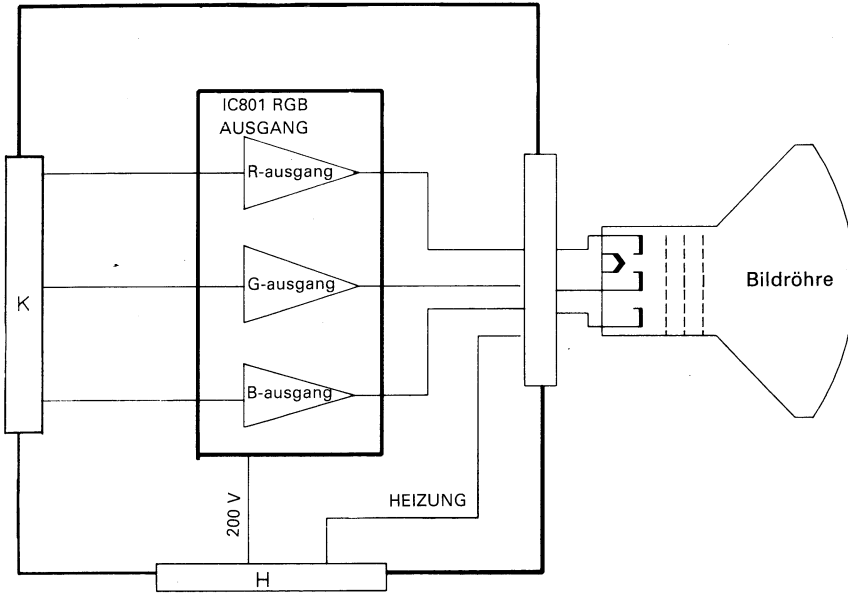 IC801 RGB
AUSGANG
R-ausgang
K
G-ausgang
Bildröhre
B-ausgang
200 V
HEIZUNG
H